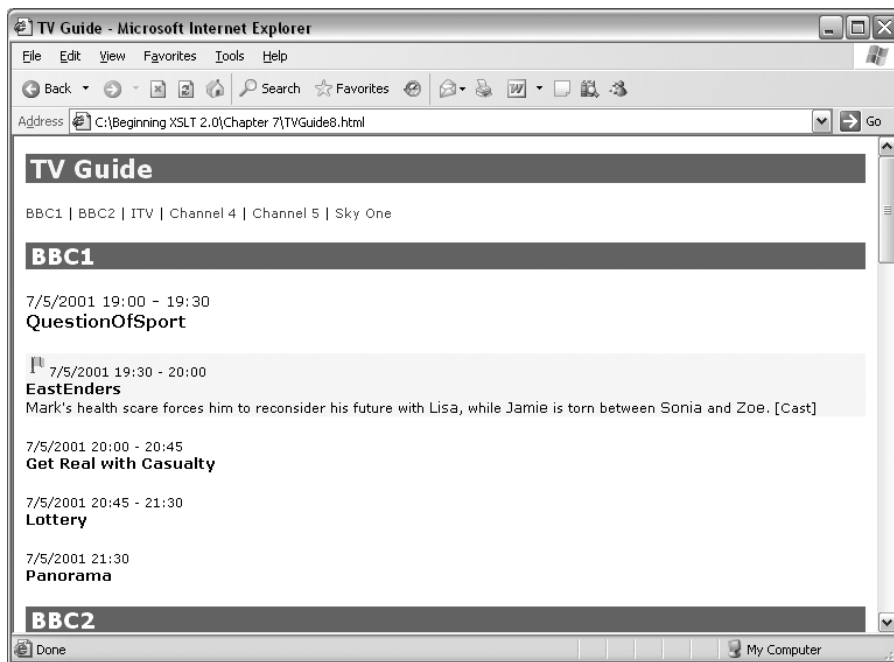 TV Guide - Microsoft Internet Explorer
File Edit View Favorites Tools Help
Back Search Favorites W
Address C:\Beginning XSLT 2.0\Chapter 7\TVGuide8.html Go
TV Guide
BBC1 | BBC2 | ITV | Channel 4 | Channel 5 | Sky One
BBC1
7/5/2001 19:00 - 19:30
QuestionOfSport
7/5/2001 19:30 - 20:00
EastEnders
Mark's health scare forces him to reconsider his future with Lisa, while Jamie is torn between Sonia and Zoe. [Cast]
7/5/2001 20:00 - 20:45
Get Real with Casualty
7/5/2001 20:45 - 21:30
Lottery
7/5/2001 21:30
Panorama
BBC2
Done My Computer